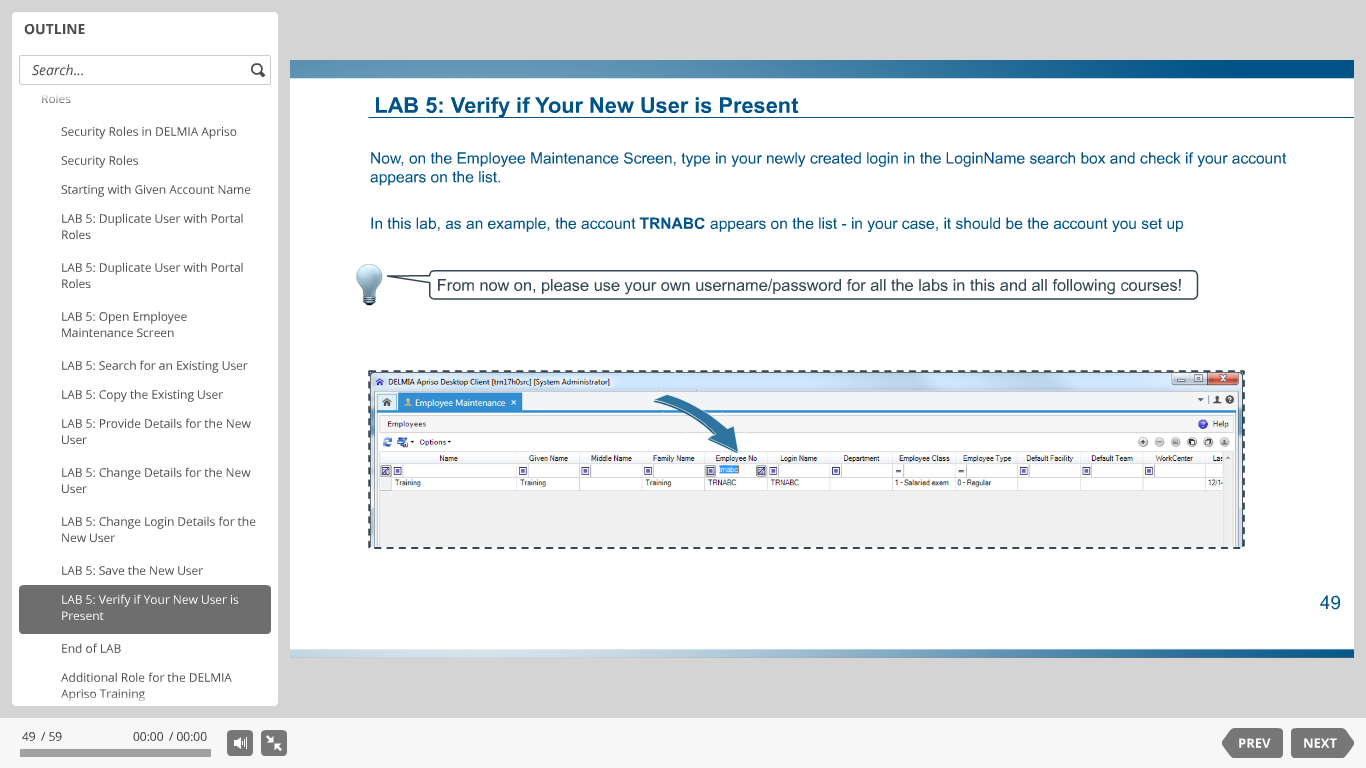 OUTLINE
Search...
Roles
Security Roles in DELMIA Apriso
Security Roles
Starting with Given Account Name
LAB 5: Duplicate User with Portal
Roles
LAB 5: Duplicate User with Portal
Roles
LAB 5: Open Employee
Maintenance Screen
LAB 5: Search for an Existing User
LAB 5: Copy the Existing User
LAB 5: Provide Details for the New
User
LAB 5: Change Details for the New
User
LAB 5: Change Login Details for the
New User
LAB 5: Save the New User
LAB 5: Verify if Your New User is
Present
End of LAB
Additional Role for the DELMIA
Apriso Training
LAB 5: Verify if Your New User is Present
Now, on the Employee Maintenance Screen, type in your newly created login in the LoginName search box and check if your account
appears on the list.
In this lab, as an example, the account TRNABC appears on the list - in your case, it should be the account you set up
From now on, please use your own username/password for all the labs in this and all following courses!
DELMIA Apriso Desktop Client [trn17h0src] [System Administrator]
Employee Maintenance ×
Employees Help
Options
Name Given Name Middle Name Family Name Employee No Login Name Department Employee Class Employee Type Default Facility Default Team WorkCenter Las
= =
Training Training Training TRNABC TRNABC 1 - Salaried exem 0 - Regular 12/1
49
49 / 59 00:00 / 00:00
PREV NEXT